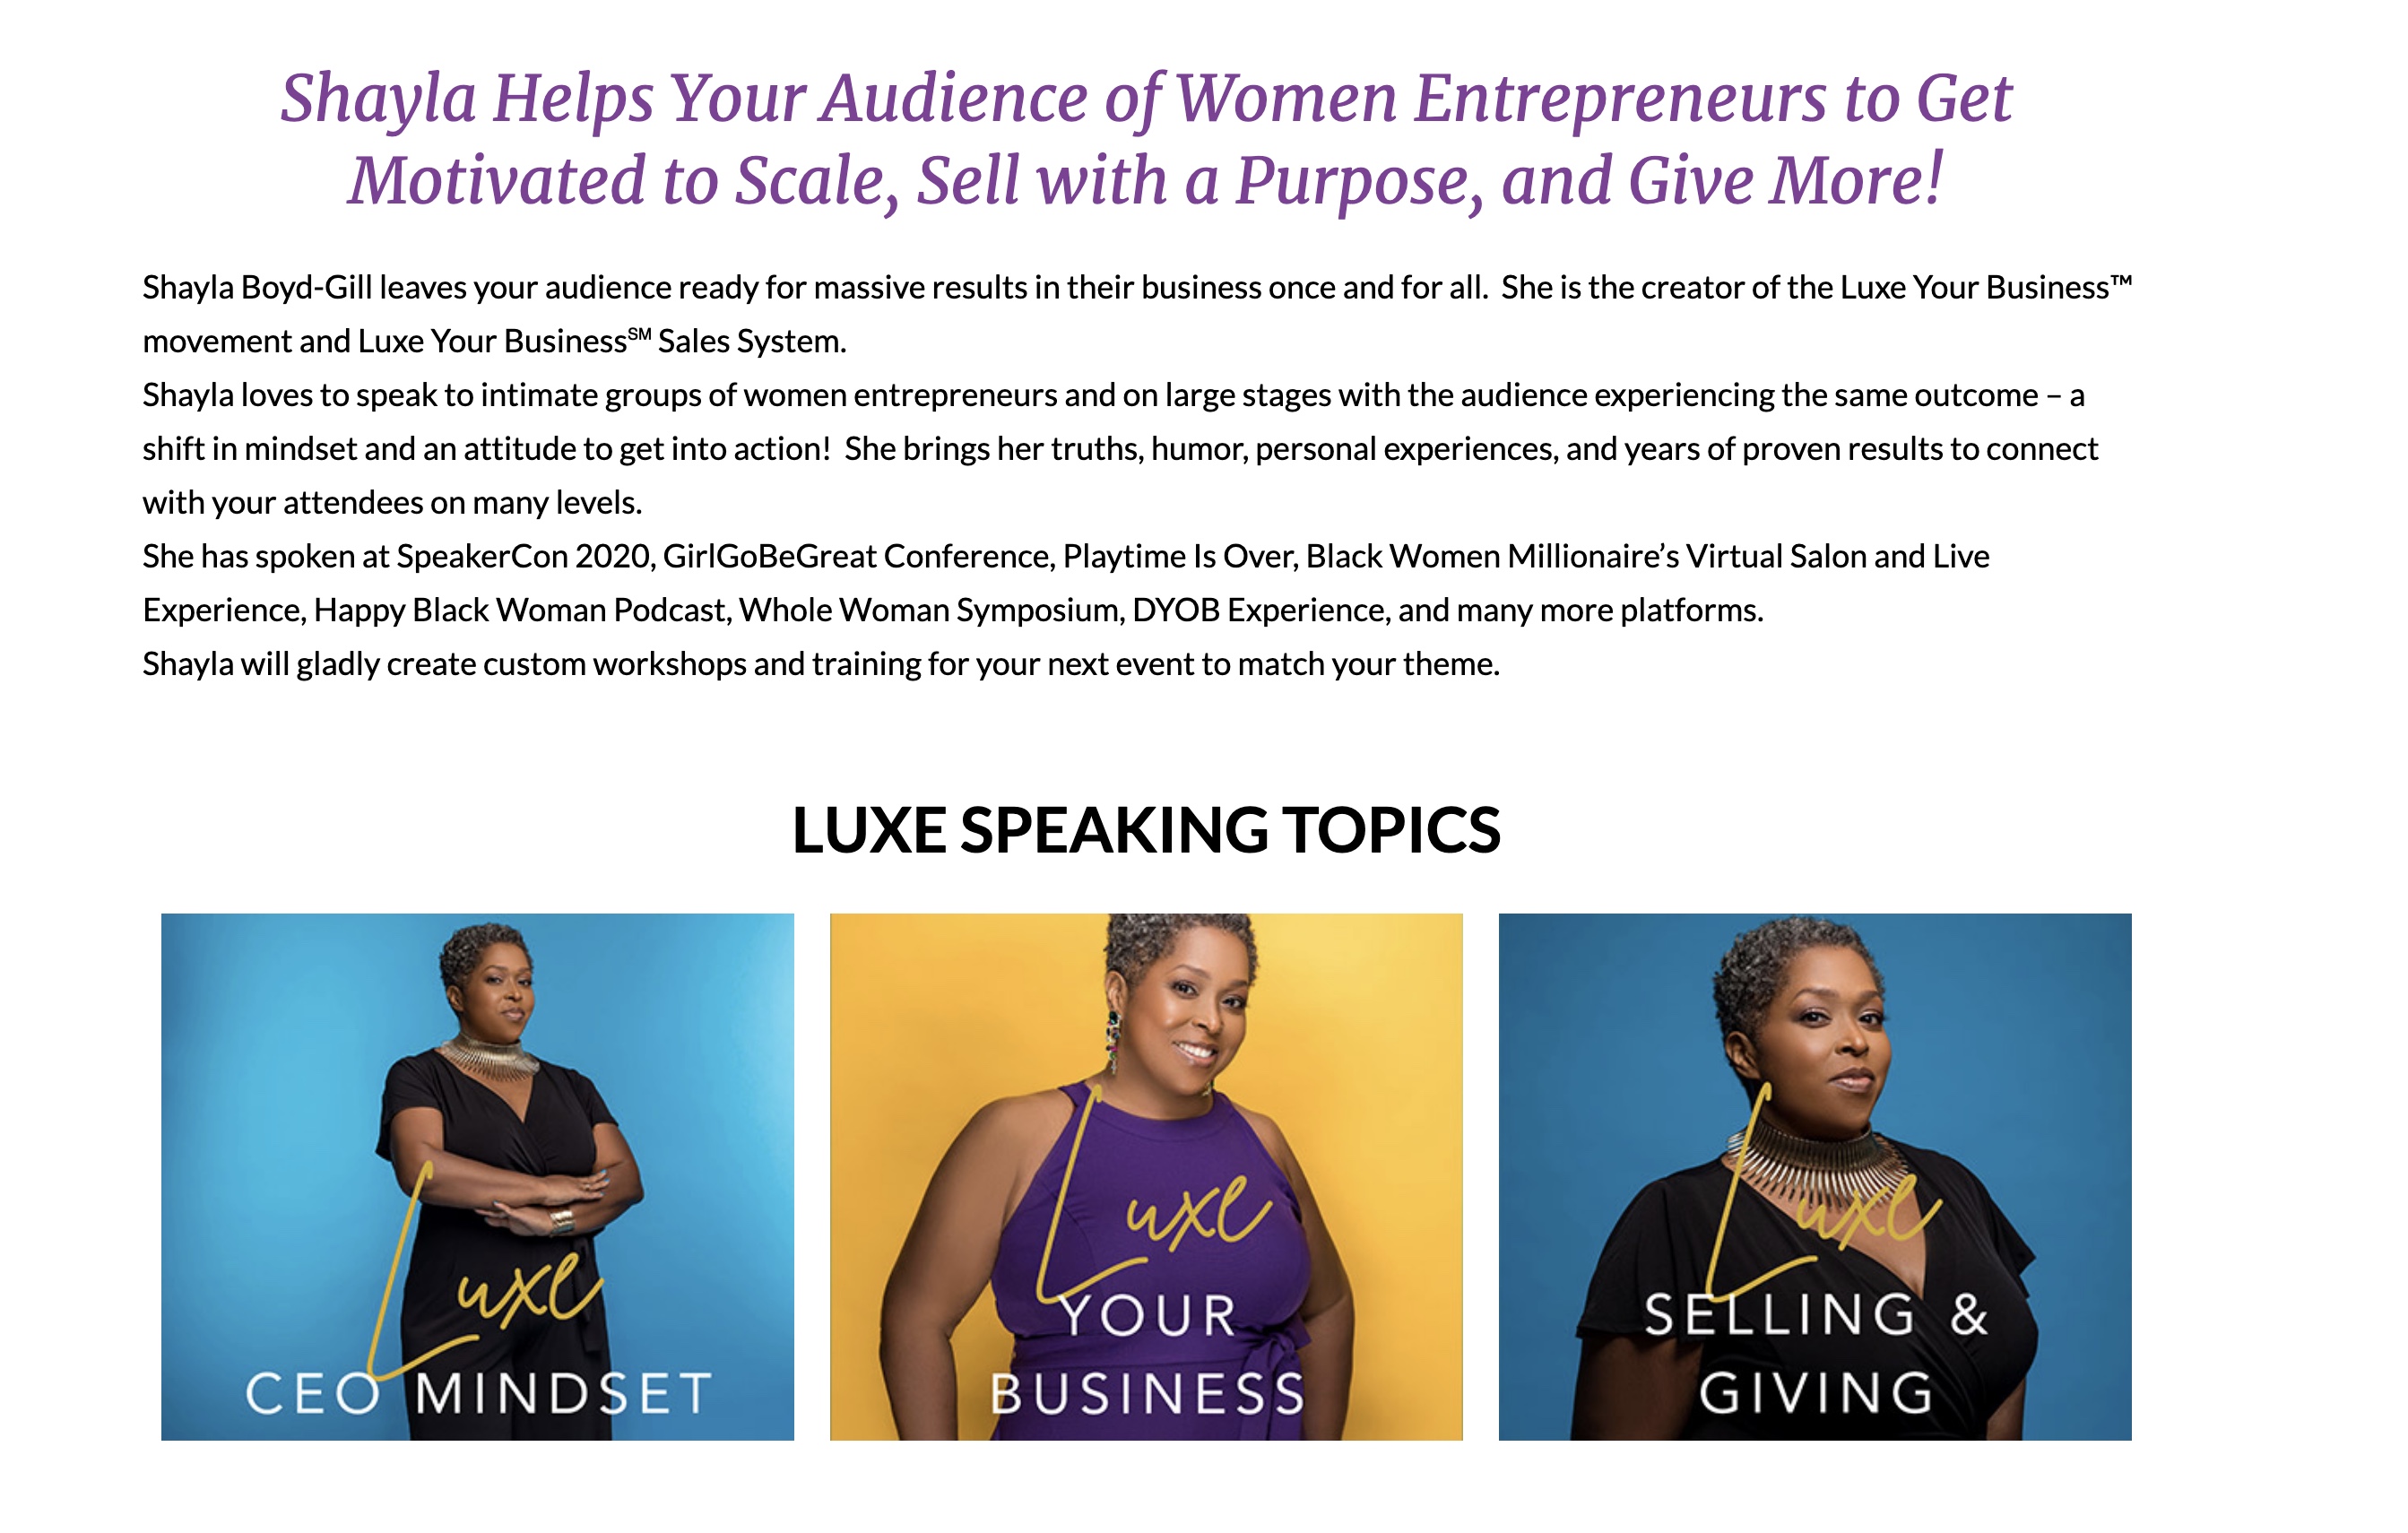 Shayla Helps Your Audience of Women Entrepreneurs to Get
Motivated to Scale, Sell with a Purpose, and Give More!
Shayla Boyd-Gill leaves your audience ready for massive results in their business once and for all.  She is the creator of the Luxe Your Business™
movement and Luxe Your Business℠ Sales System.
Shayla loves to speak to intimate groups of women entrepreneurs and on large stages with the audience experiencing the same outcome – a
shift in mindset and an attitude to get into action!  She brings her truths, humor, personal experiences, and years of proven results to connect
with your attendees on many levels.
She has spoken at SpeakerCon 2020, GirlGoBeGreat Conference, Playtime Is Over, Black Women Millionaire’s Virtual Salon and Live
Experience, Happy Black Woman Podcast, Whole Woman Symposium, DYOB Experience, and many more platforms.
Shayla will gladly create custom workshops and training for your next event to match your theme.
LUXE SPEAKING TOPICS
Luxe
CEO MINDSET
Luxe
YOUR
BUSINESS
Luxe
SELLING &
GIVING